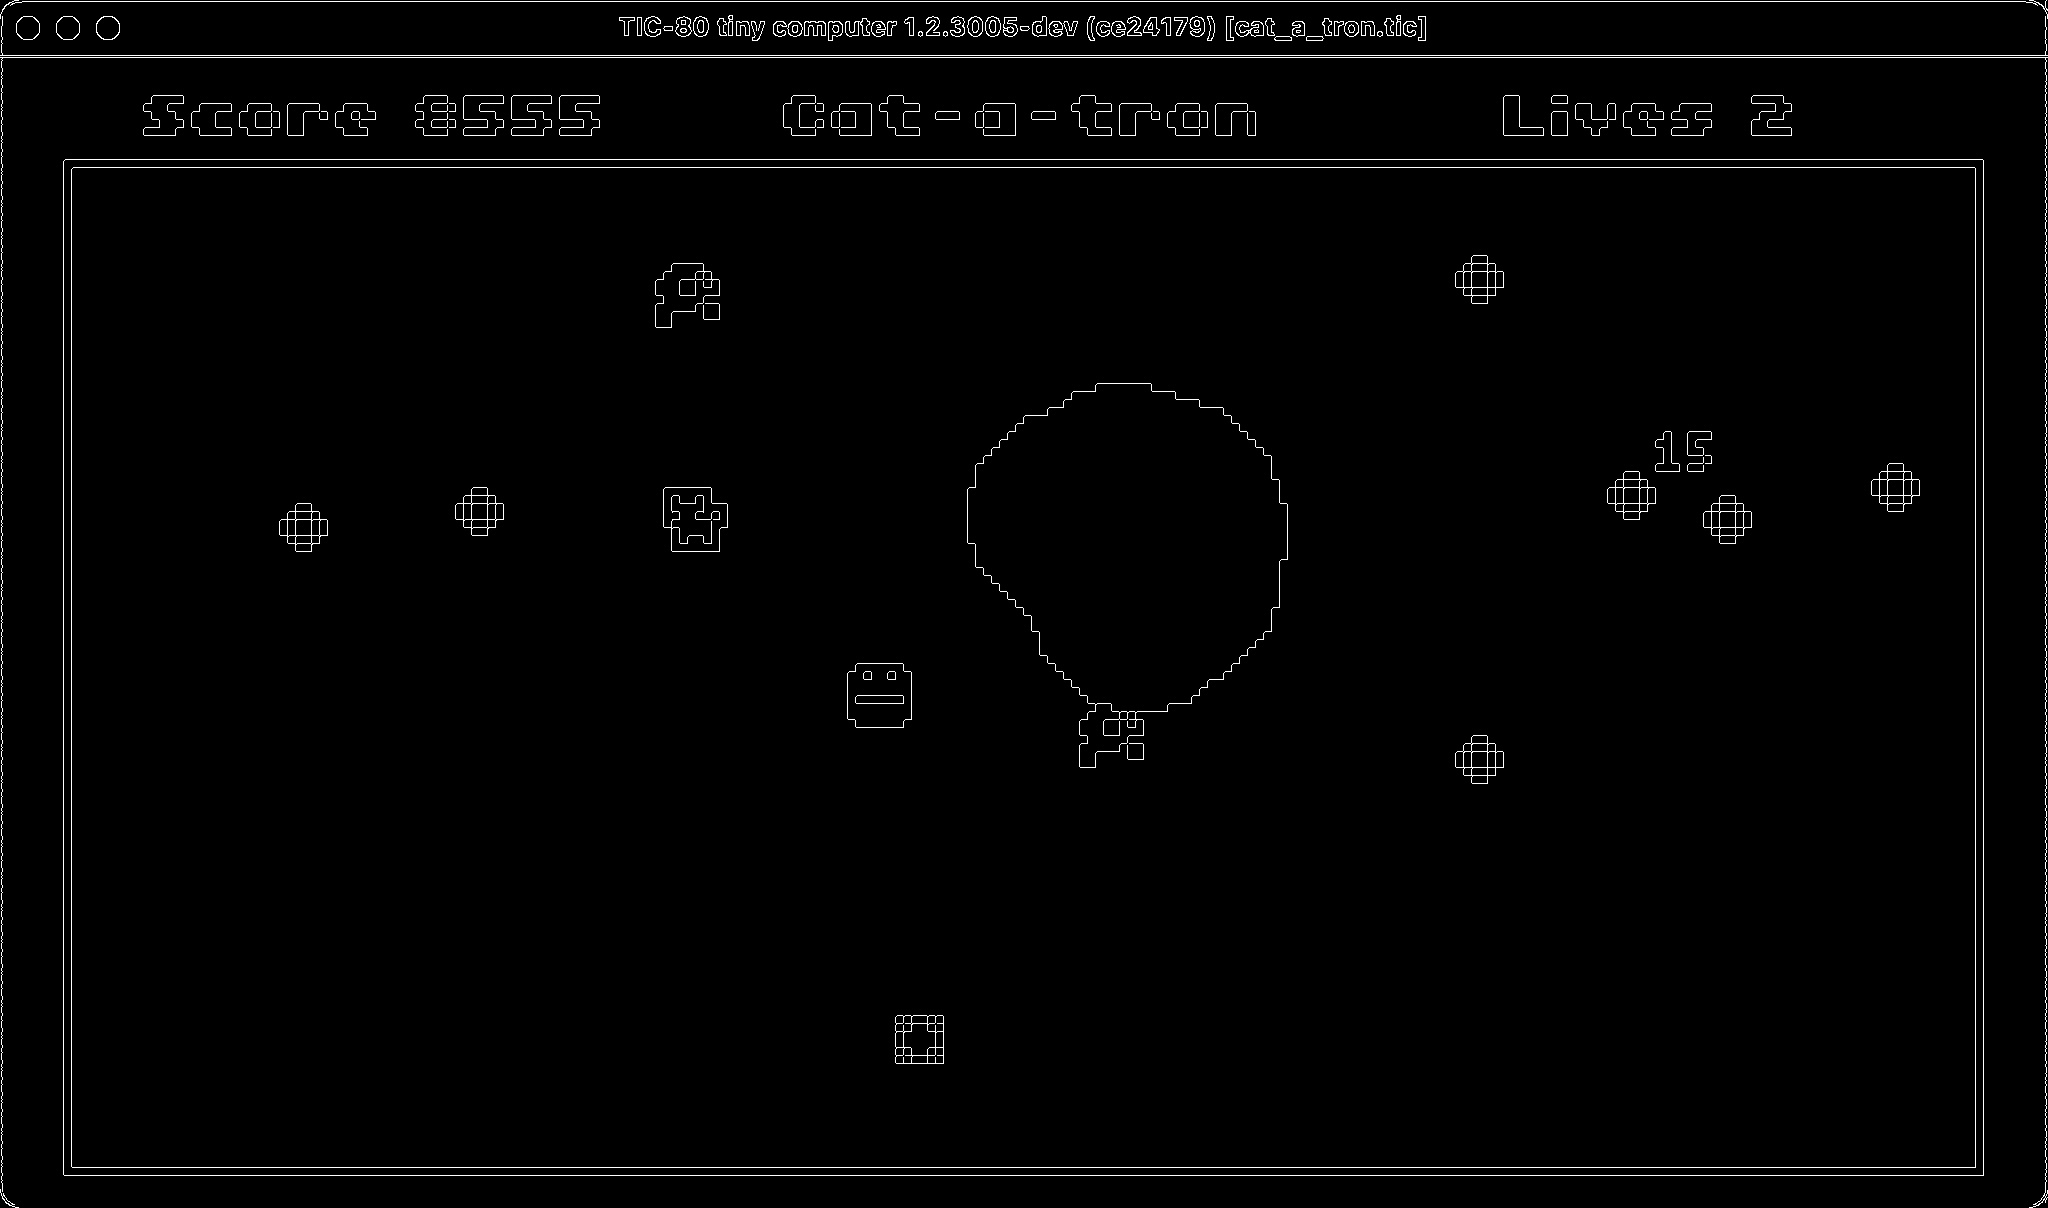 TIC-80 tiny computer 1.2.3005-dev (ce24179) [cat_a_tron.tic]
Score 8555 Cat-a-tron Lives 2
15